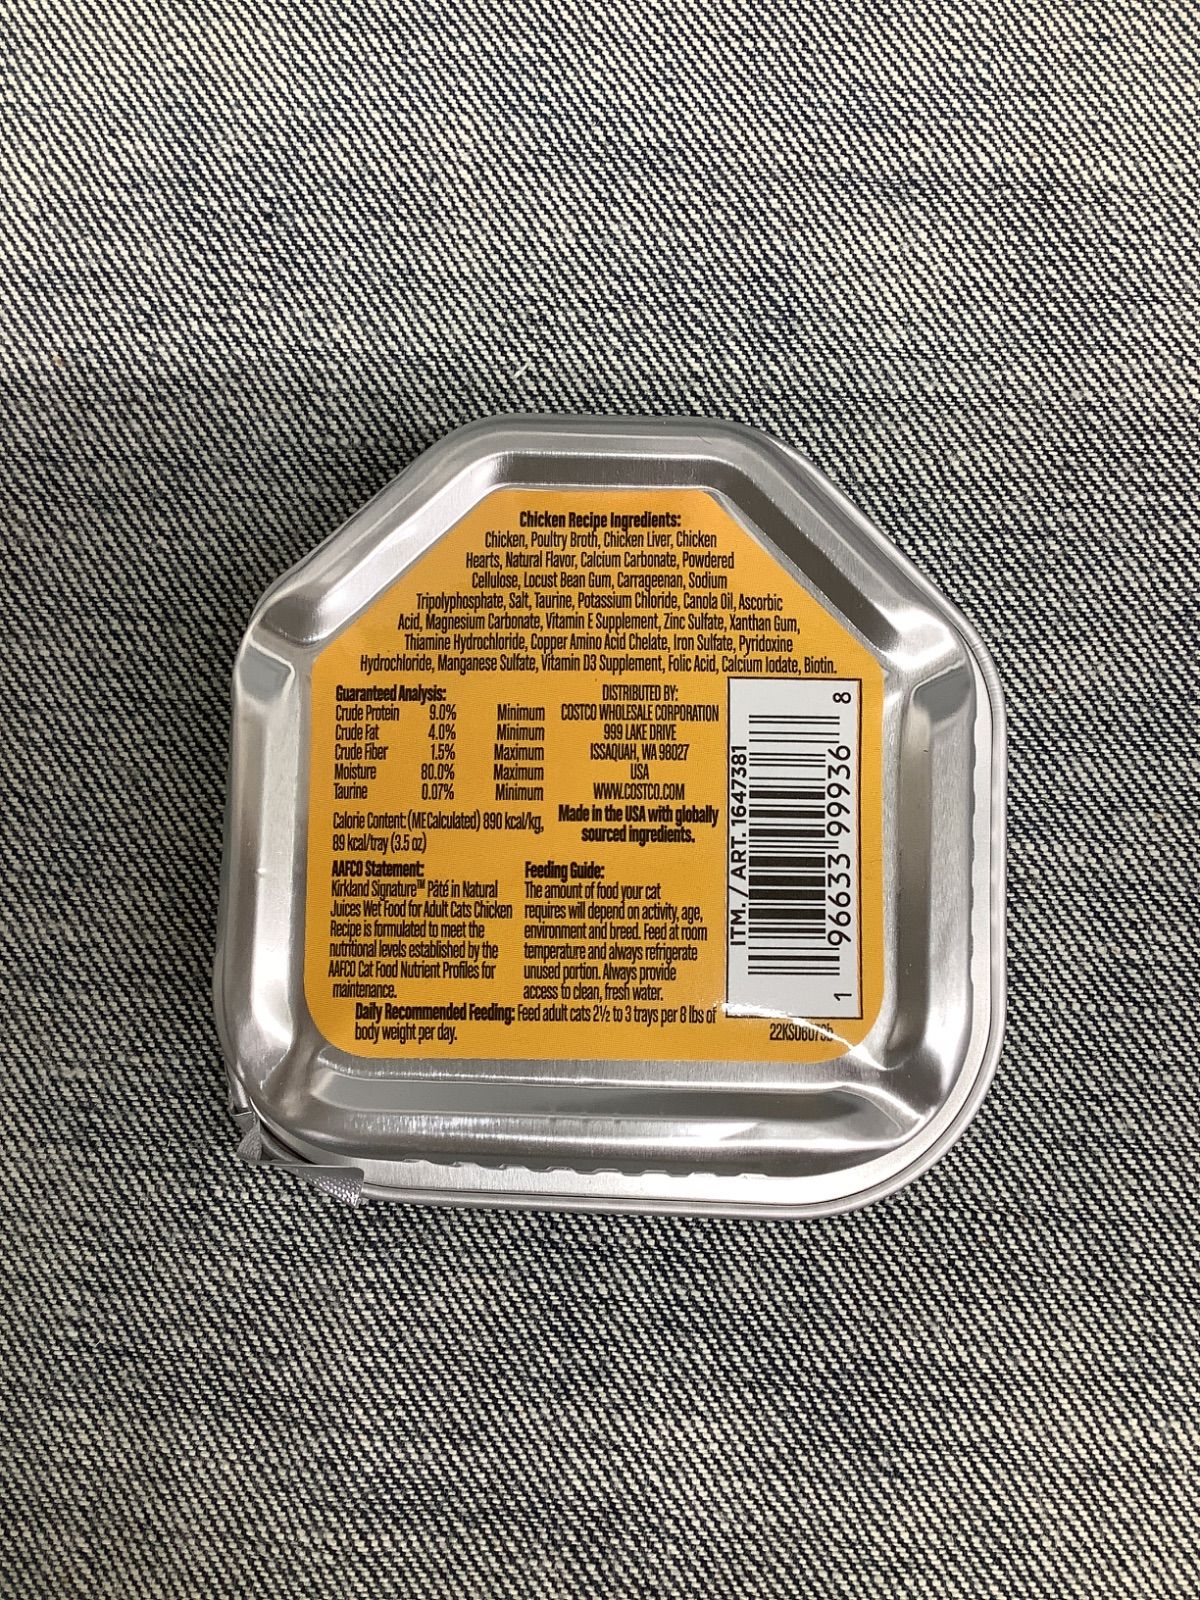 Chicken Recipe Ingredients:
Chicken, Poultry Broth, Chicken Liver, Chicken
Hearts, Natural Flavor, Calcium Carbonate, Powdered
Cellulose, Locust Bean Gum, Carrageenan, Sodium
Tripolyphosphate, Salt, Taurine, Potassium Chloride, Canola Oil, Ascorbic
Acid, Magnesium Carbonate, Vitamin E Supplement, Zinc Sulfate, Xanthan Gum,
Thiamine Hydrochloride, Copper Amino Acid Chelate, Iron Sulfate, Pyridoxine
Hydrochloride, Manganese Sulfate, Vitamin D3 Supplement, Folic Acid, Calcium Iodate, Biotin.
Guaranteed Analysis:
Crude Protein 9.0% Minimum
Crude Fat 4.0% Minimum
Crude Fiber 1.5% Maximum
Moisture 80.0% Maximum
Taurine 0.07% Minimum
Calorie Content: (ME Calculated) 890 kcal/kg,
89 kcal/tray (3.5 oz)
DISTRIBUTED BY:
COSTCO WHOLESALE CORPORATION
999 LAKE DRIVE
ISSAQUAH, WA 98027
USA
WWW.COSTCO.COM
Made in the USA with globally
sourced ingredients.
AAFCO Statement:
Kirkland Signature™ Pâté in Natural
Juices Wet Food for Adult Cats Chicken
Recipe is formulated to meet the
nutritional levels established by the
AAFCO Cat Food Nutrient Profiles for
maintenance.
Feeding Guide:
The amount of food your cat
requires will depend on activity, age,
environment and breed. Feed at room
temperature and always refrigerate
unused portion. Always provide
access to clean, fresh water.
Daily Recommended Feeding: Feed adult cats 2½ to 3 trays per 8 lbs of
body weight per day.
ITM. / ART. 1647381
1 96633 99936 8